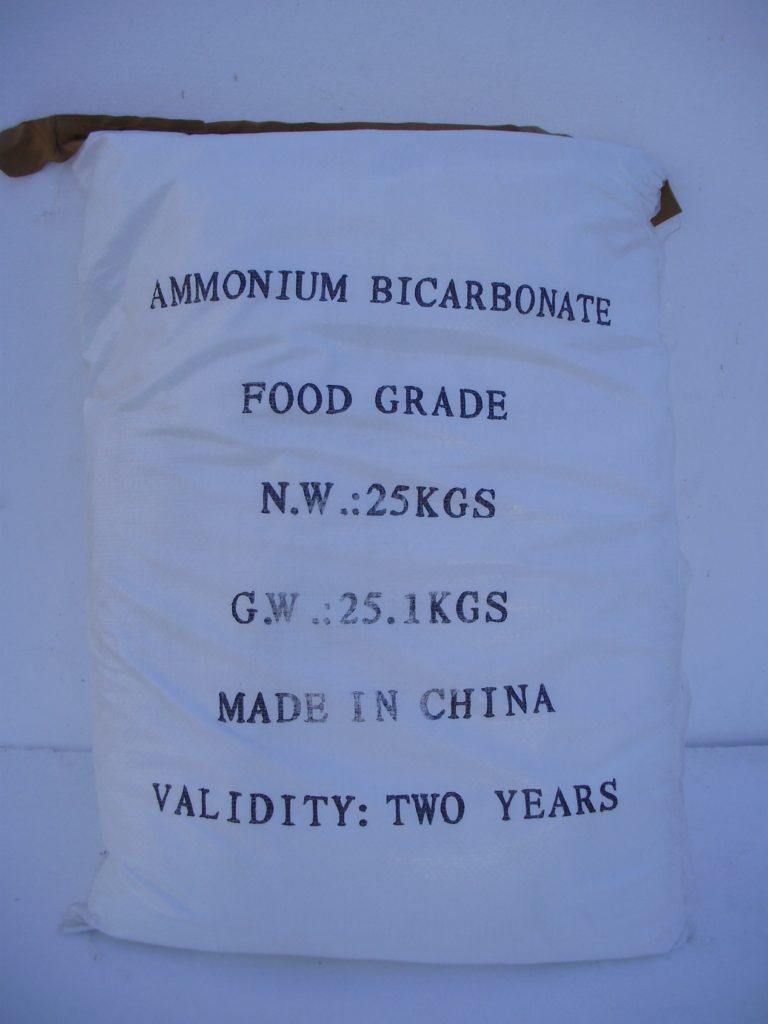 AMMONIUM BICARBONATE
FOOD GRADE
N.W.:25KGS
G.W.:25.1KGS
MADE IN CHINA
VALIDITY: TWO YEARS